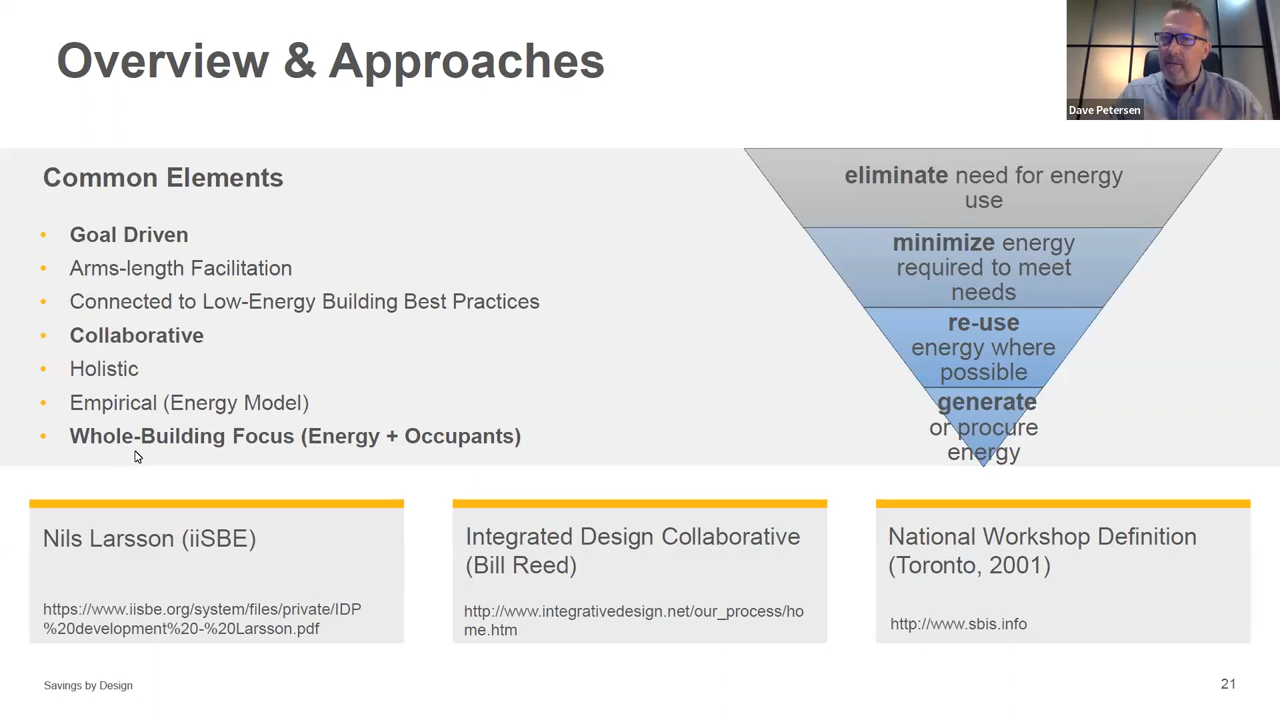 Overview & Approaches
Dave Petersen
Common Elements
• Goal Driven
• Arms-length Facilitation
• Connected to Low-Energy Building Best Practices
• Collaborative
• Holistic
• Empirical (Energy Model)
• Whole-Building Focus (Energy + Occupants)
eliminate need for energy
use
minimize energy
required to meet
needs
re-use
energy where
possible
generate
or procure
energy
Nils Larsson (iiSBE)
https://www.iisbe.org/system/files/private/IDP
%20development%20-%20Larsson.pdf
Integrated Design Collaborative
(Bill Reed)
http://www.integrativedesign.net/our_process/ho
me.htm
National Workshop Definition
(Toronto, 2001)
http://www.sbis.info
Savings by Design
21